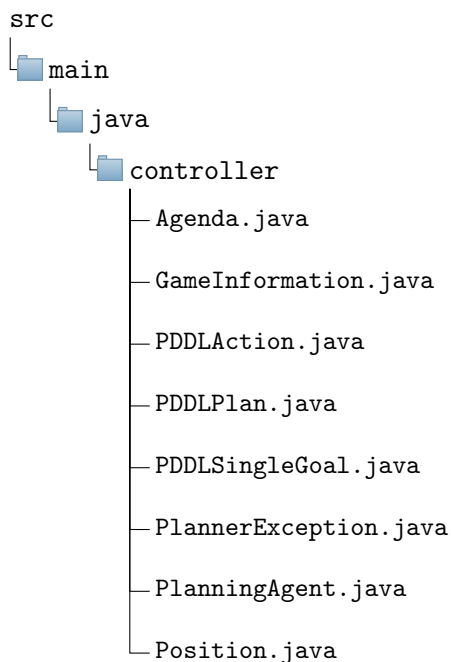 src
main
java
controller
Agenda.java
GameInformation.java
PDDLAction.java
PDDLPlan.java
PDDLSingleGoal.java
PlannerException.java
PlanningAgent.java
Position.java